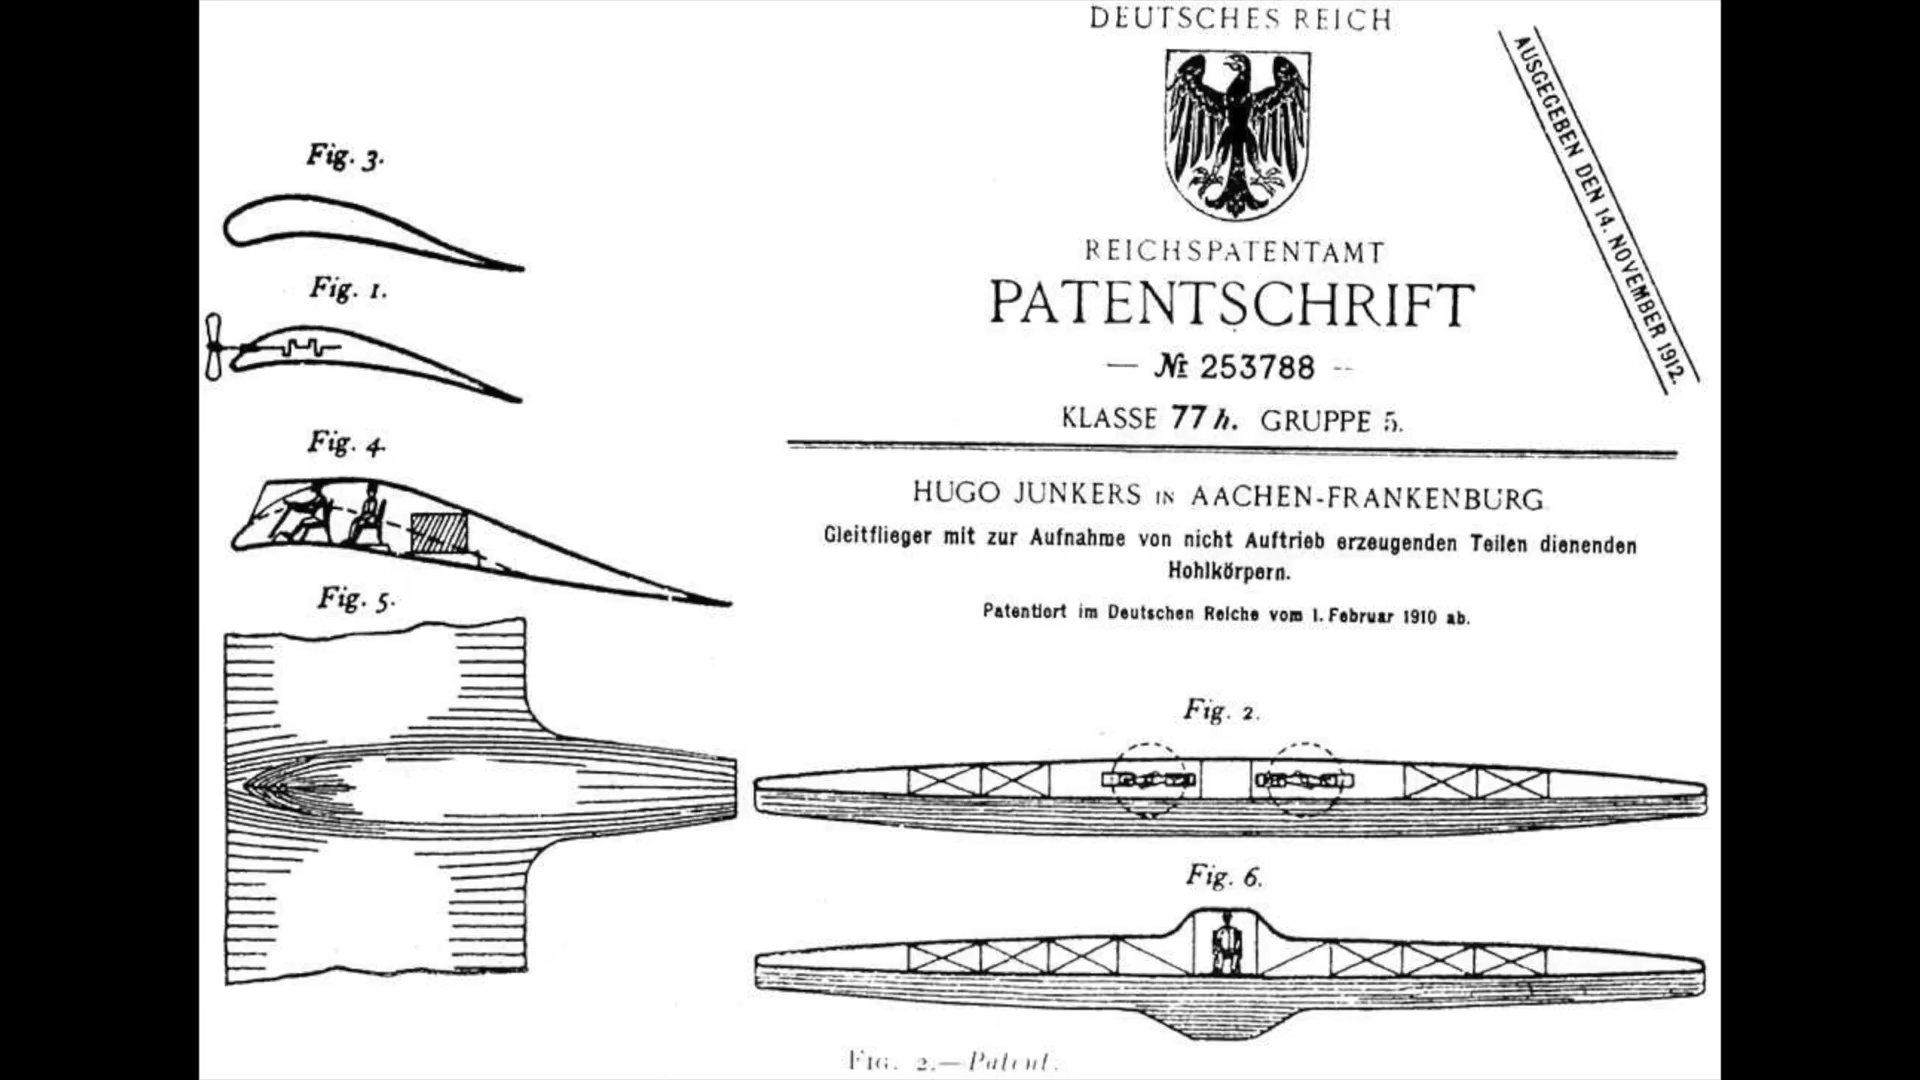 DEUTSCHES REICH
AUSGEGEBEN DEN 14. NOVEMBER 1912.
REICHSPATENTAMT
PATENTSCHRIFT
— № 253788 --
KLASSE 77 h. GRUPPE 5.
HUGO JUNKERS IN AACHEN-FRANKENBURG
Gleitflieger mit zur Aufnahme von nicht Auftrieb erzeugenden Teilen dienenden
Hohlkörpern.
Patentiert im Deutschen Reiche vom 1. Februar 1910 ab.
Fig. 3.
Fig. 1.
Fig. 4.
Fig. 5.
Fig. 2.
Fig. 6.
FIG. 2.—Patent.